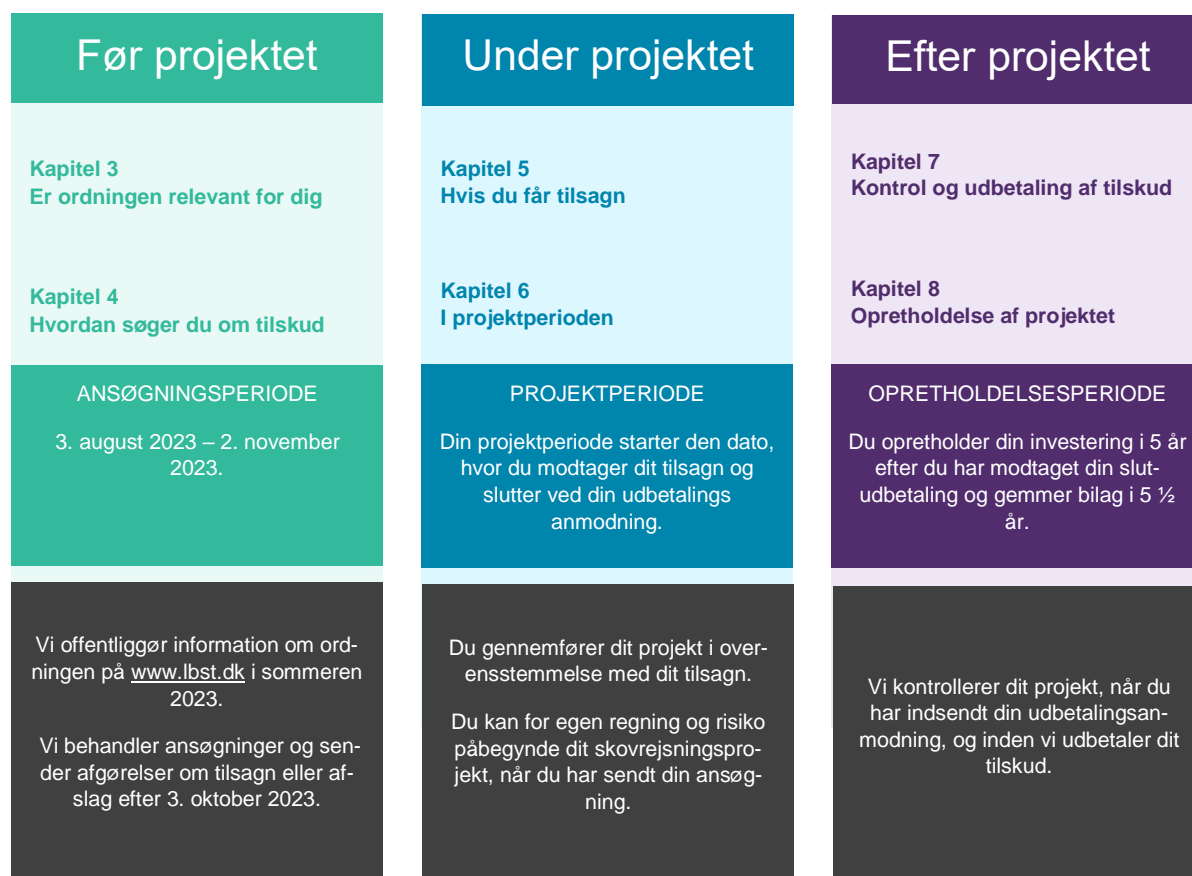 Før projektet
Kapitel 3
Er ordningen relevant for dig
Kapitel 4
Hvordan søger du om tilskud
ANSØGNINGSPERIODE
3. august 2023 – 2. november
2023.
Vi offentliggør information om ord-
ningen på www.lbst.dk i sommeren
2023.
Vi behandler ansøgninger og sen-
der afgørelser om tilsagn eller af-
slag efter 3. oktober 2023.
Under projektet
Kapitel 5
Hvis du får tilsagn
Kapitel 6
I projektperioden
PROJEKTPERIODE
Din projektperiode starter den dato,
hvor du modtager dit tilsagn og
slutter ved din udbetalings
anmodning.
Du gennemfører dit projekt i over-
ensstemmelse med dit tilsagn.
Du kan for egen regning og risiko
påbegynde dit skovrejsningspro-
jekt, når du har sendt din ansøg-
ning.
Efter projektet
Kapitel 7
Kontrol og udbetaling af tilskud
Kapitel 8
Opretholdelse af projektet
OPRETHOLDELSESPERIODE
Du opretholder din investering i 5 år
efter du har modtaget din slut-
udbetaling og gemmer bilag i 5 ½
år.
Vi kontrollerer dit projekt, når du
har indsendt din udbetalingsan-
modning, og inden vi udbetaler dit
tilskud.